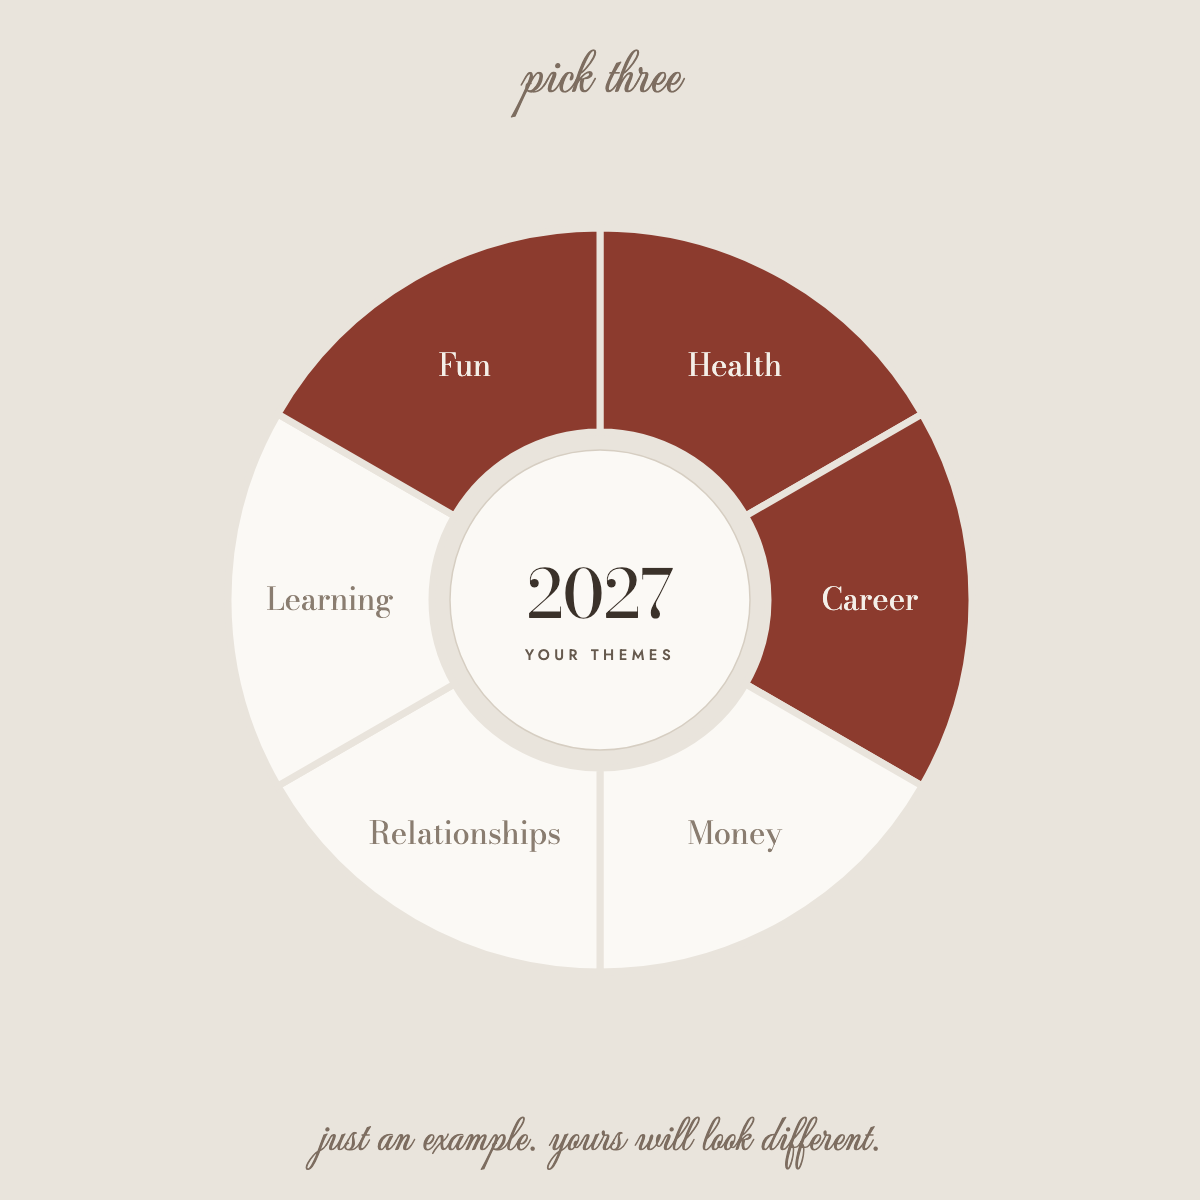 pick three
Fun
Health
Learning
2027
YOUR THEMES
Career
Relationships
Money
just an example. yours will look different.